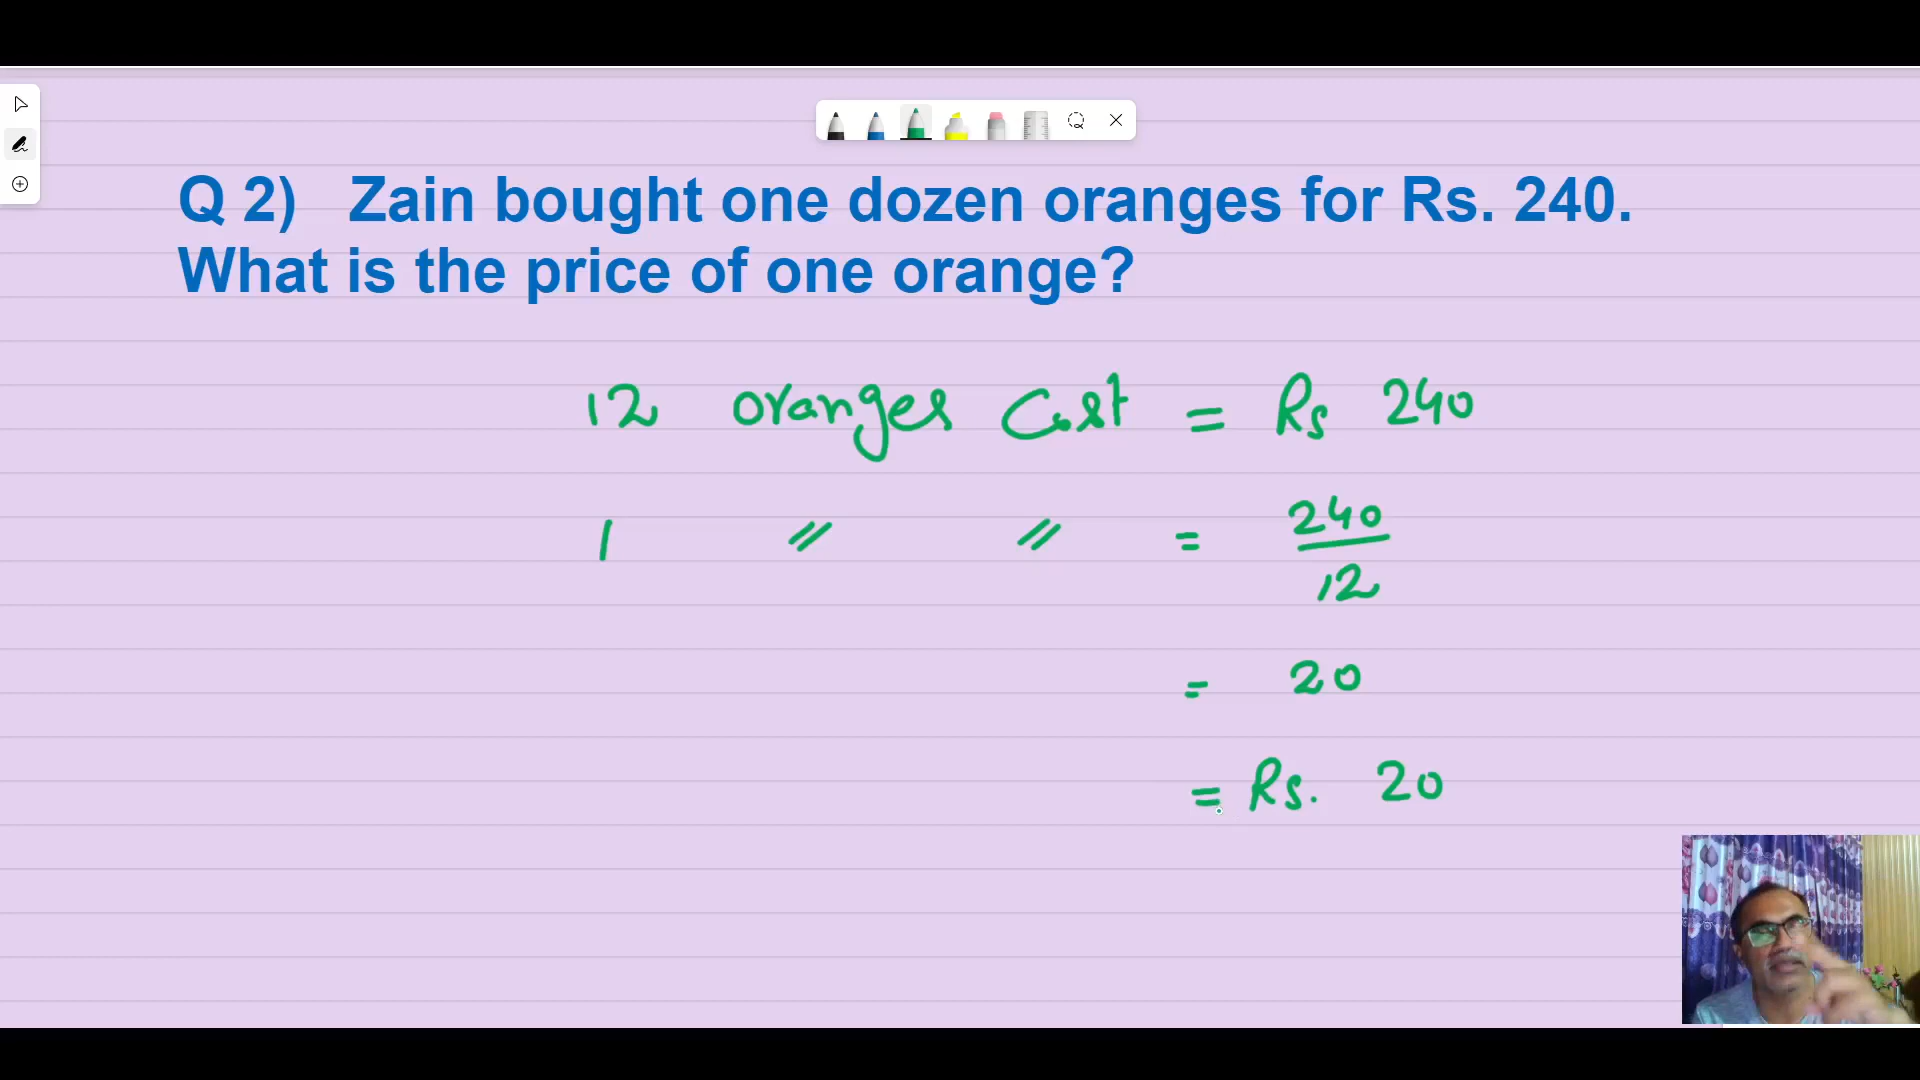 Q 2) Zain bought one dozen oranges for Rs. 240.
What is the price of one orange?
12 oranges Cost = Rs 240
1 〃 〃 = 240/12
= 20
= Rs. 20